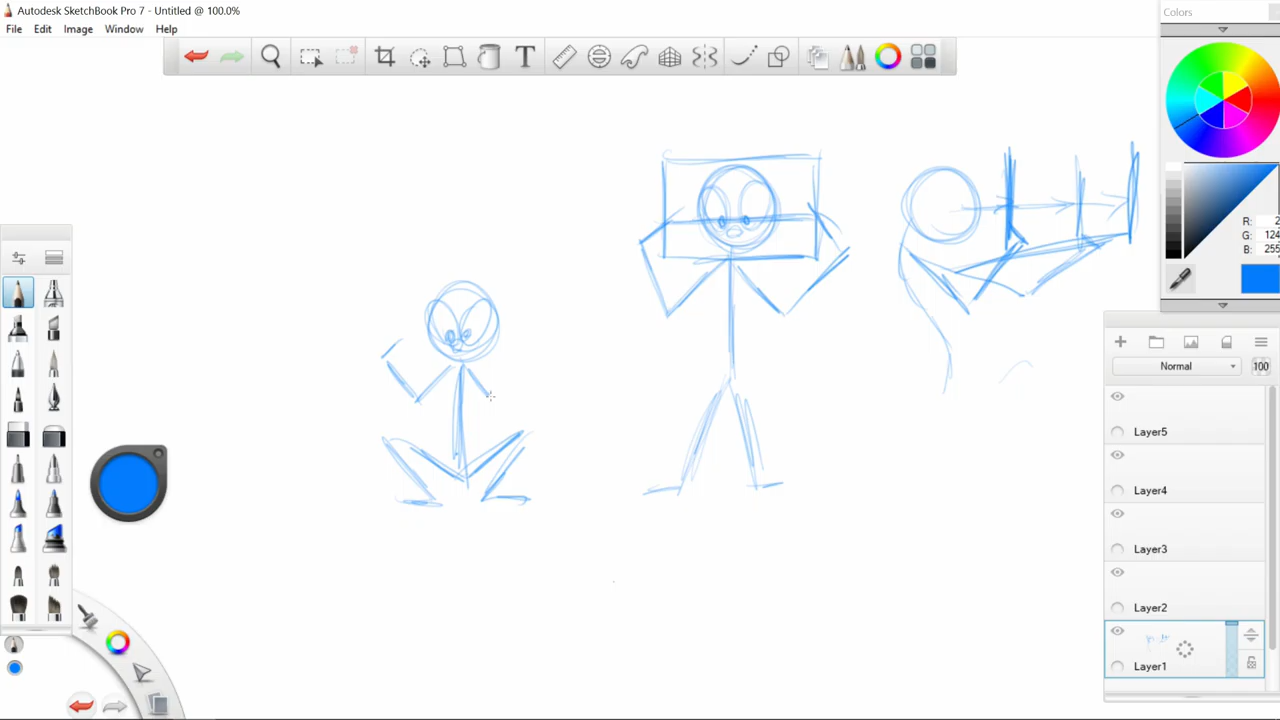 Autodesk SketchBook Pro 7 - Untitled @ 100.0%
File Edit Image Window Help
T
Colors
R: 2
G: 124
B: 255
Normal 100
Layer5
Layer4
Layer3
Layer2
Layer1